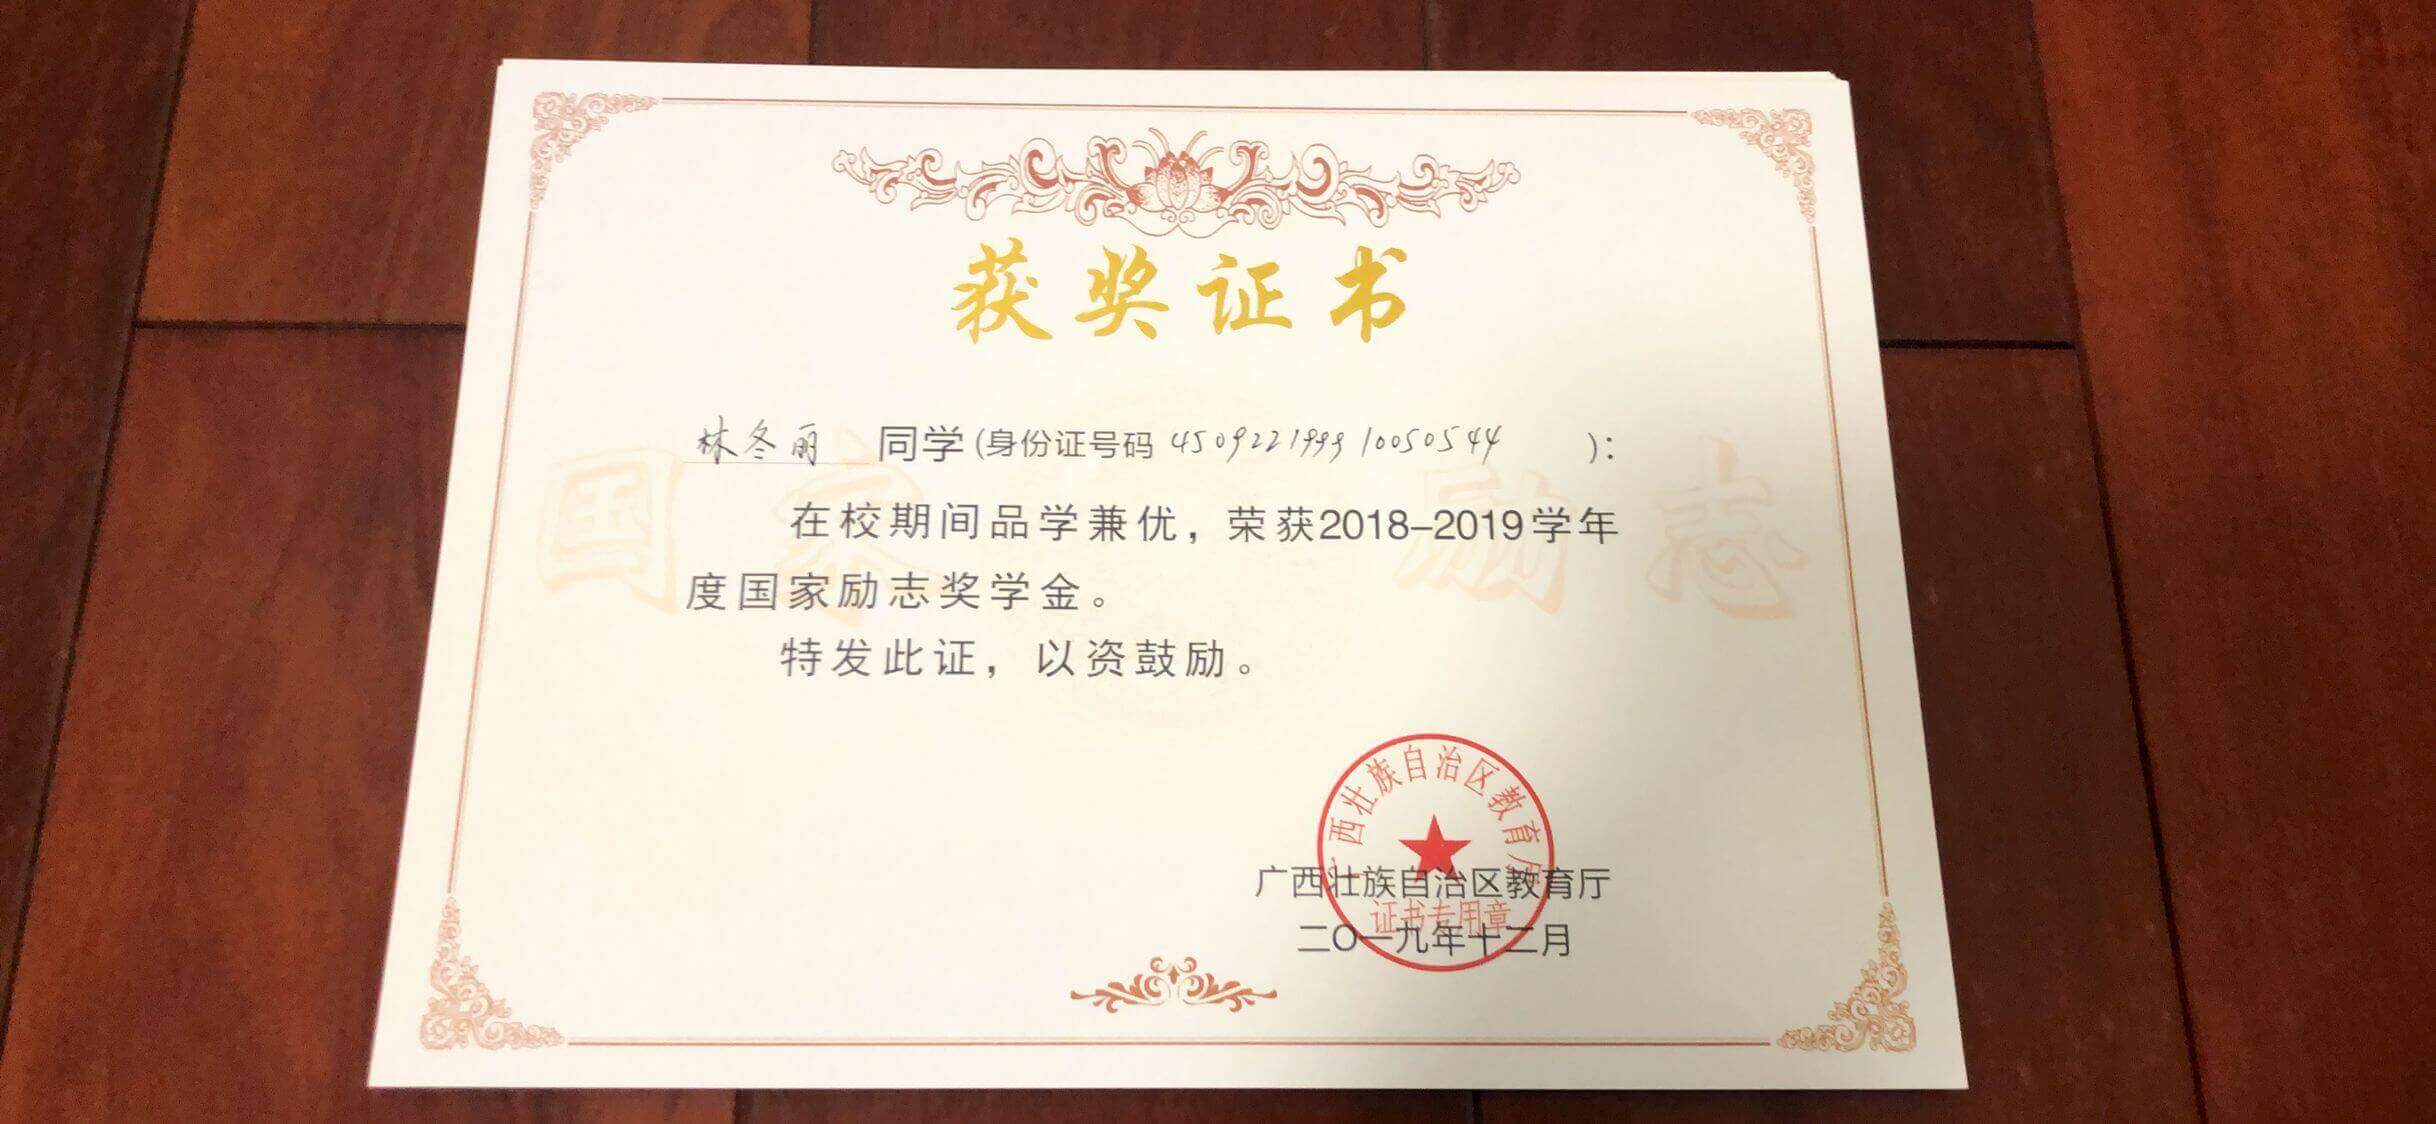 获奖证书
林冬丽 同学(身份证号码 450922199910050544 ):
在校期间品学兼优，荣获2018-2019学年
度国家励志奖学金。
特发此证，以资鼓励。
国家 励志
广西壮族自治区教育厅
广西壮族自治区教育厅
证书专用章
二〇一九年十二月